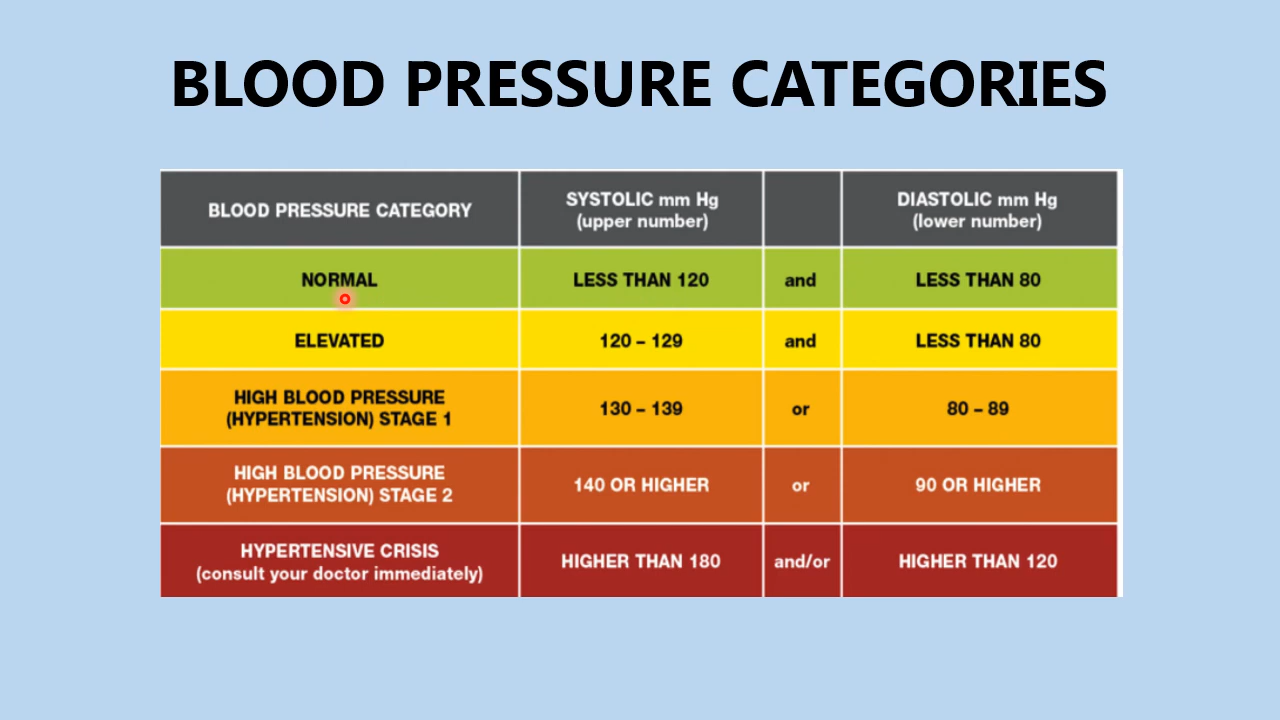 BLOOD PRESSURE CATEGORIES
BLOOD PRESSURE CATEGORY
SYSTOLIC mm Hg
(upper number)
DIASTOLIC mm Hg
(lower number)
NORMAL
LESS THAN 120
and
LESS THAN 80
ELEVATED
120 – 129
and
LESS THAN 80
HIGH BLOOD PRESSURE
(HYPERTENSION) STAGE 1
130 – 139
or
80 – 89
HIGH BLOOD PRESSURE
(HYPERTENSION) STAGE 2
140 OR HIGHER
or
90 OR HIGHER
HYPERTENSIVE CRISIS
(consult your doctor immediately)
HIGHER THAN 180
and/or
HIGHER THAN 120